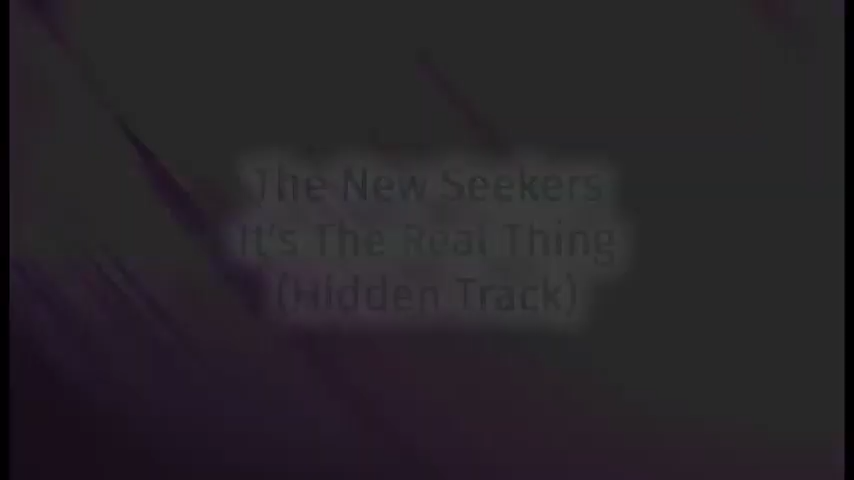 The New Seekers
It's The Real Thing
(Hidden Track)